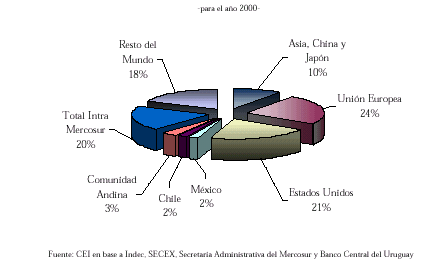 -para el año 2000-
Resto del
Mundo
18%
Asia, China y
Japón
10%
Unión Europea
24%
Total Intra
Mercosur
20%
Comunidad
Andina
3%
Chile
2%
México
2%
Estados Unidos
21%
Fuente: CEI en base a Indec, SECEX, Secretaría Administrativa del Mercosur y Banco Central del Uruguay